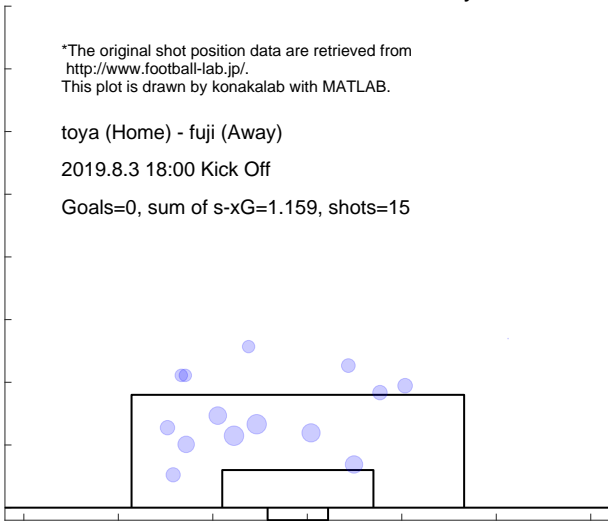 *The original shot position data are retrieved from
http://www.football-lab.jp/.
This plot is drawn by konakalab with MATLAB.
toya (Home) - fuji (Away)
2019.8.3 18:00 Kick Off
Goals=0, sum of s-xG=1.159, shots=15